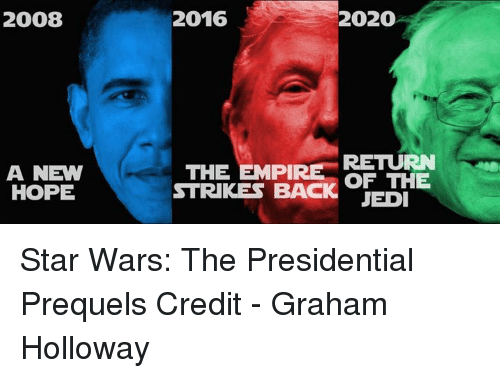 2008
2016
2020
A NEW
HOPE
THE EMPIRE
STRIKES BACK
RETURN
OF THE
JEDI
Star Wars: The Presidential
Prequels Credit - Graham
Holloway